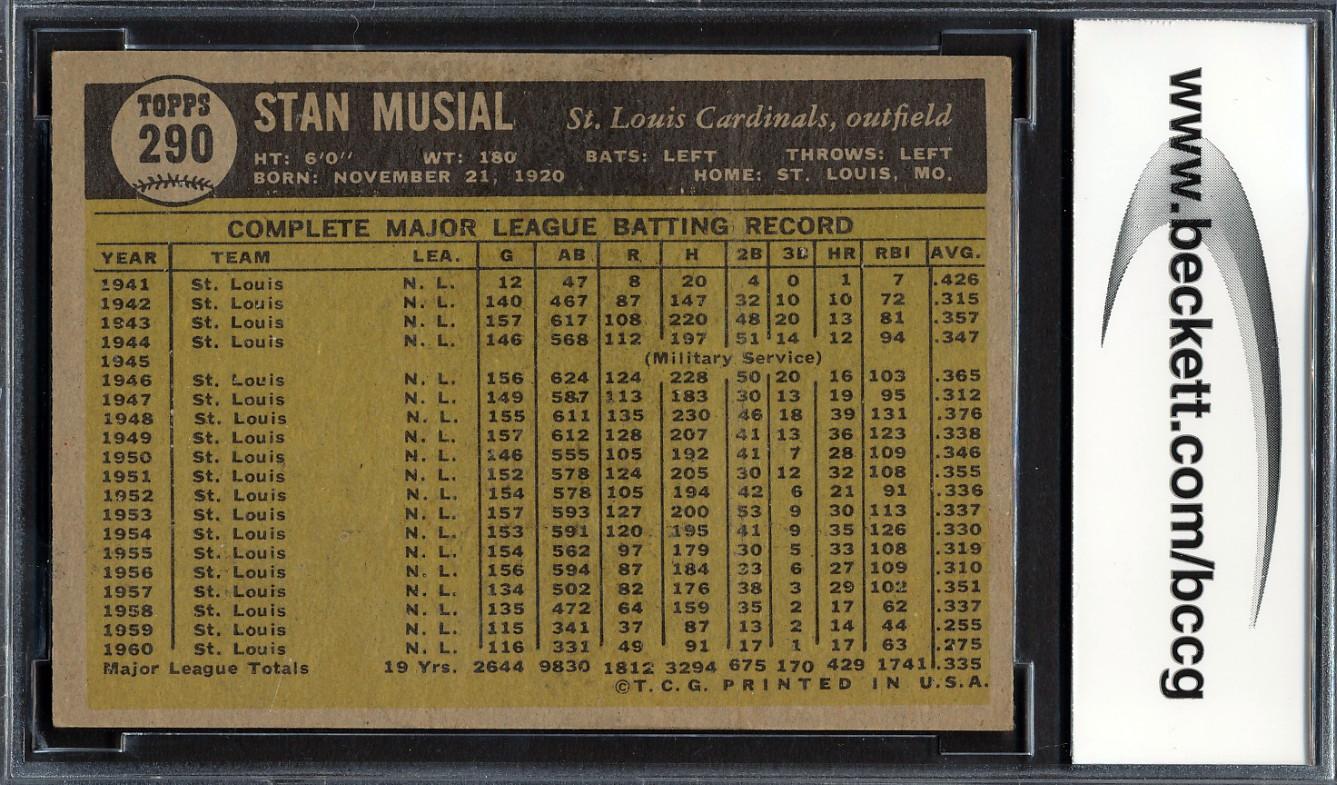 TOPPS
290
STAN MUSIAL St. Louis Cardinals, outfield
HT: 6'0" WT: 180 BATS: LEFT THROWS: LEFT
BORN: NOVEMBER 21, 1920 HOME: ST. LOUIS, MO.
COMPLETE MAJOR LEAGUE BATTING RECORD
YEAR TEAM LEA. G AB R H 2B 3B HR RBI AVG.
1941 St. Louis N. L. 12 47 8 20 4 0 1 7 .426
1942 St. Louis N. L. 140 467 87 147 32 10 10 72 .315
1943 St. Louis N. L. 157 617 108 220 48 20 13 81 .357
1944 St. Louis N. L. 146 568 112 197 51 14 12 94 .347
1945 (Military Service)
1946 St. Louis N. L. 156 624 124 228 50 20 16 103 .365
1947 St. Louis N. L. 149 587 113 183 30 13 19 95 .312
1948 St. Louis N. L. 155 611 135 230 46 18 39 131 .376
1949 St. Louis N. L. 157 612 128 207 41 13 36 123 .338
1950 St. Louis N. L. 146 555 105 192 41 7 28 109 .346
1951 St. Louis N. L. 152 578 124 205 30 12 32 108 .355
1952 St. Louis N. L. 154 578 105 194 42 6 21 91 .336
1953 St. Louis N. L. 157 593 127 200 53 9 30 113 .337
1954 St. Louis N. L. 153 591 120 195 41 9 35 126 .330
1955 St. Louis N. L. 154 562 97 179 30 5 33 108 .319
1956 St. Louis N. L. 156 594 87 184 33 6 27 109 .310
1957 St. Louis N. L. 134 502 82 176 38 3 29 102 .351
1958 St. Louis N. L. 135 472 64 159 35 2 17 62 .337
1959 St. Louis N. L. 115 341 37 87 13 2 14 44 .255
1960 St. Louis N. L. 116 331 49 91 17 1 17 63 .275
Major League Totals 19 Yrs. 2644 9830 1812 3294 675 170 429 1741 .335
©T. C. G. PRINTED IN U.S.A.
www.beckett.com/bccg